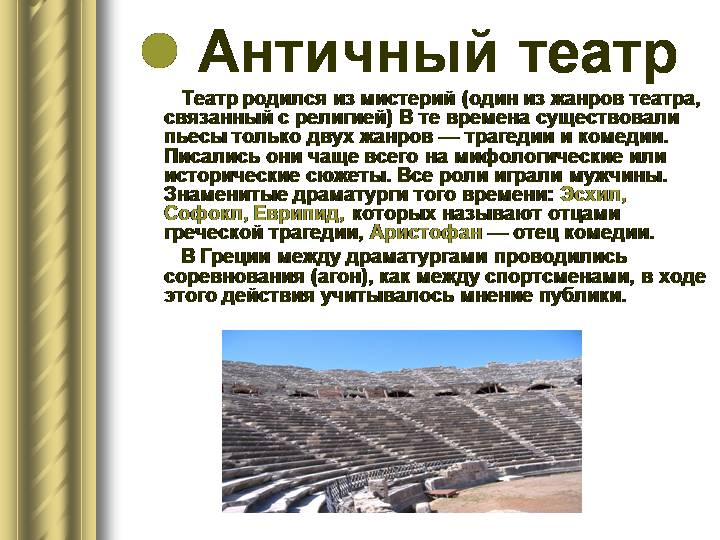 Античный театр
Театр родился из мистерий (один из жанров театра,
связанный с религией) В те времена существовали
пьесы только двух жанров — трагедии и комедии.
Писались они чаще всего на мифологические или
исторические сюжеты. Все роли играли мужчины.
Знаменитые драматурги того времени: Эсхил,
Софокл, Еврипид, которых называют отцами
греческой трагедии, Аристофан — отец комедии.
В Греции между драматургами проводились
соревнования (агон), как между спортсменами, в ходе
этого действия учитывалось мнение публики.